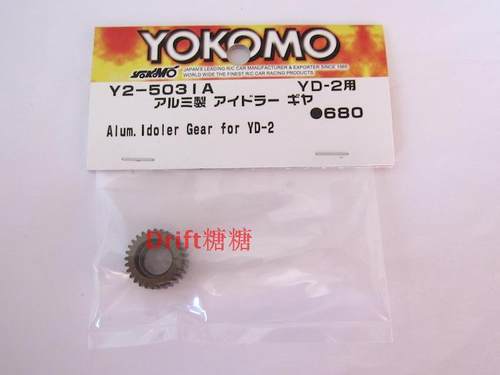 YOKOMO
YOKOMO
JAPAN'S LEADING R/C CAR MANUFACTURER & EXPORTER SINCE 1980
WORLD WIDE THE FINEST R/C CAR RACING PRODUCTS
Y2-503IA YD-2用
アルミ製 アイドラー ギヤ
●680
Alum.Idoler Gear for YD-2
Drift糖糖